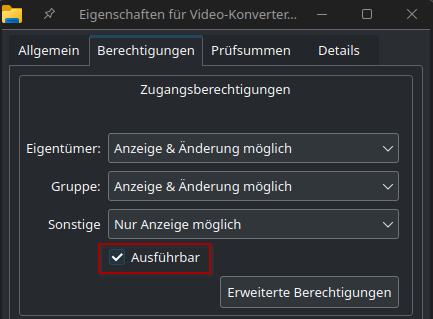 Eigenschaften für Video-Konverter...
Allgemein Berechtigungen Prüfsummen Details
Zugangsberechtigungen
Eigentümer: Anzeige & Änderung möglich
Gruppe: Anzeige & Änderung möglich
Sonstige Nur Anzeige möglich
Ausführbar
Erweiterte Berechtigungen